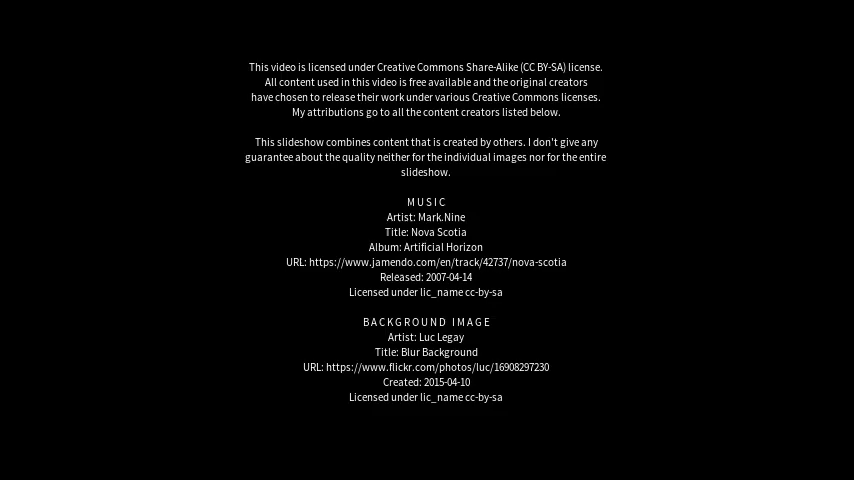 This video is licensed under Creative Commons Share-Alike (CC BY-SA) license.
All content used in this video is free available and the original creators
have chosen to release their work under various Creative Commons licenses.
My attributions go to all the content creators listed below.
This slideshow combines content that is created by others. I don't give any
guarantee about the quality neither for the individual images nor for the entire
slideshow.
MUSIC
Artist: Mark.Nine
Title: Nova Scotia
Album: Artificial Horizon
URL: https://www.jamendo.com/en/track/42737/nova-scotia
Released: 2007-04-14
Licensed under lic_name cc-by-sa
BACKGROUND IMAGE
Artist: Luc Legay
Title: Blur Background
URL: https://www.flickr.com/photos/luc/16908297230
Created: 2015-04-10
Licensed under lic_name cc-by-sa